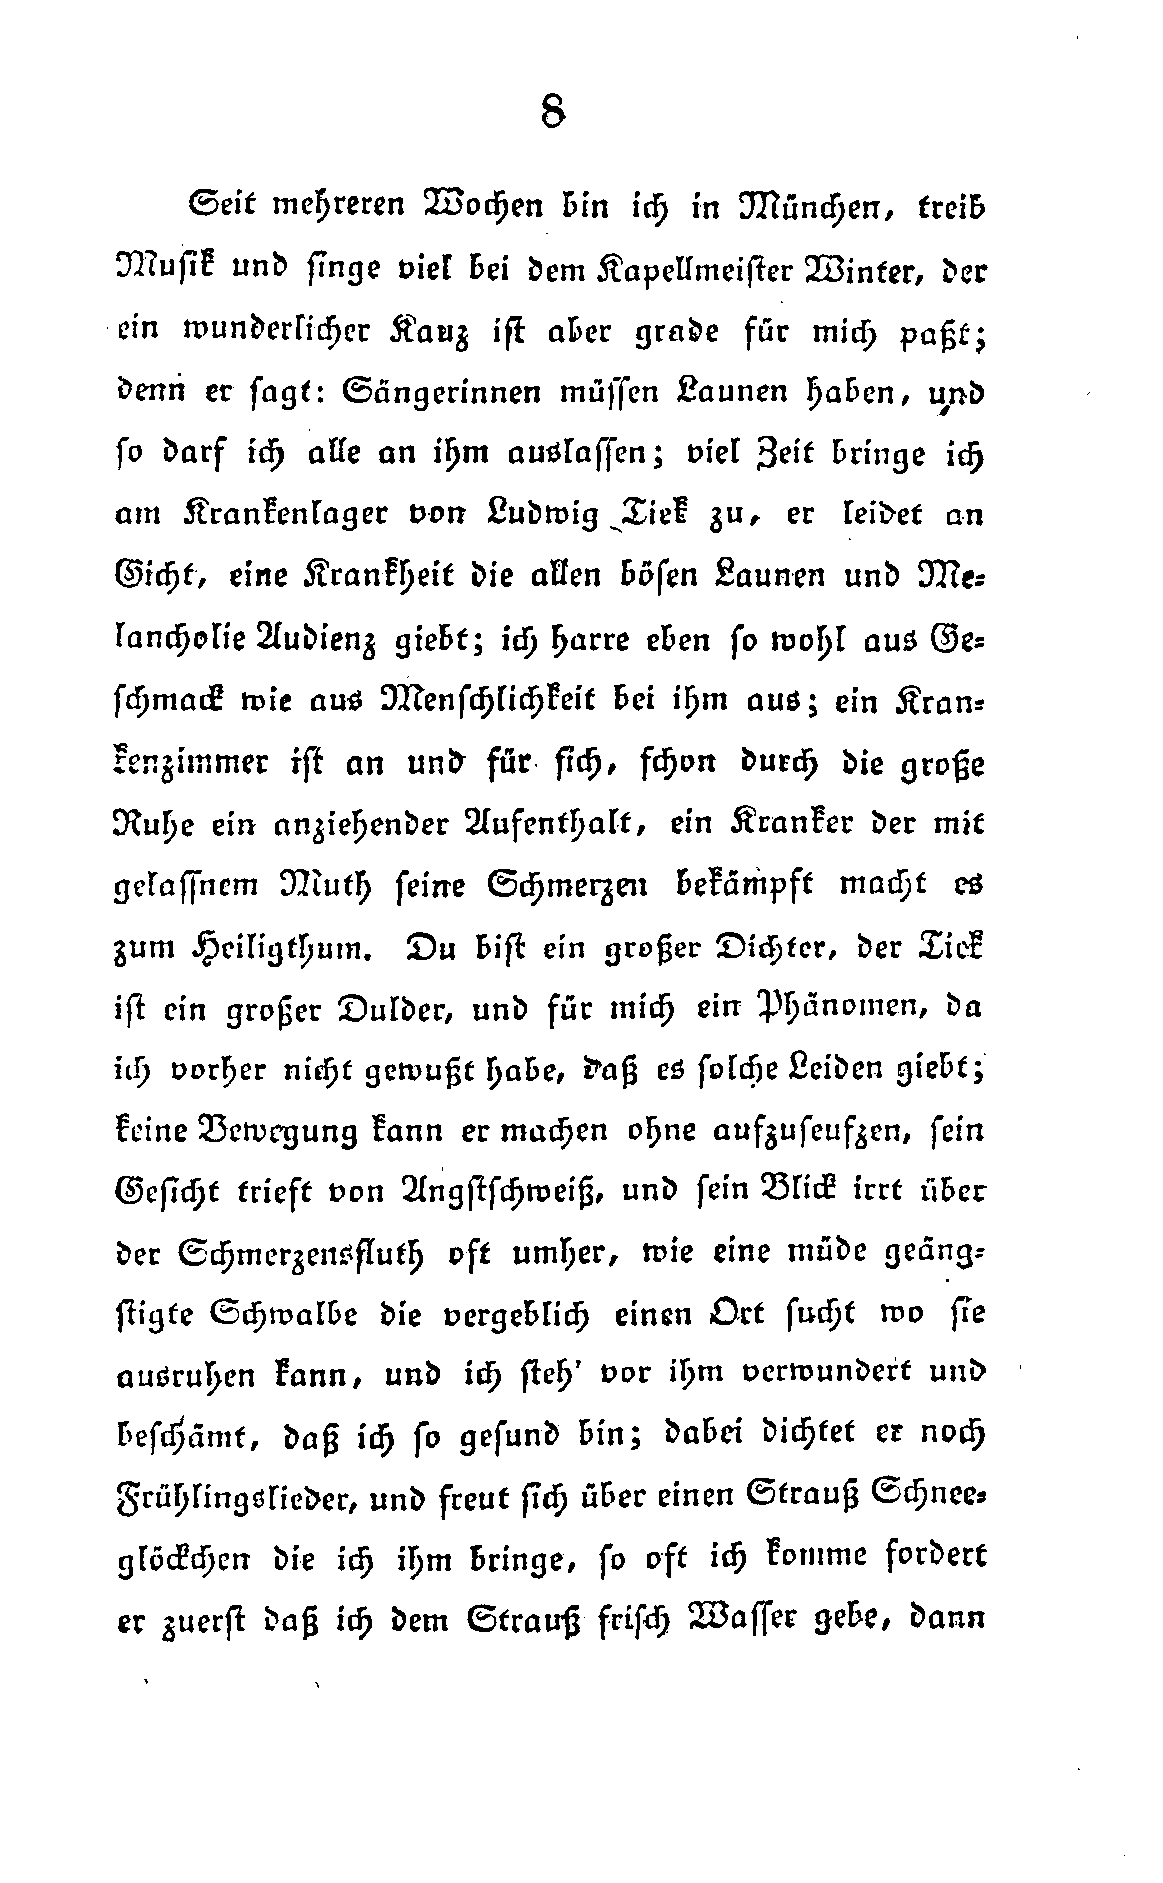 8
Seit mehreren Wochen bin ich in München, treib
Muſik und ſinge viel bei dem Kapellmeiſter Winter, der
ein wunderlicher Kauz iſt aber grade für mich paßt;
denn er ſagt: Sängerinnen müſſen Launen haben, und
ſo darf ich alle an ihm auslaſſen; viel Zeit bringe ich
am Krankenlager von Ludwig Tiek zu, er leidet an
Gicht, eine Krankheit die allen böſen Launen und Me⸗
lancholie Audienz giebt; ich harre eben ſo wohl aus Ge⸗
ſchmack wie aus Menſchlichkeit bei ihm aus; ein Kran⸗
kenzimmer iſt an und für ſich, ſchon durch die große
Ruhe ein anziehender Aufenthalt, ein Kranker der mit
gelaſſnem Muth ſeine Schmerzen bekämpft macht es
zum Heiligthum. Du biſt ein großer Dichter, der Tiek
iſt ein großer Dulder, und für mich ein Phänomen, da
ich vorher nicht gewußt habe, daß es ſolche Leiden giebt;
keine Bewegung kann er machen ohne aufzuſeufzen, ſein
Geſicht trieft von Angſtſchweiß, und ſein Blick irrt über
der Schmerzensfluth oft umher, wie eine müde geäng⸗
ſtigte Schwalbe die vergeblich einen Ort ſucht wo ſie
ausruhen kann, und ich ſteh' vor ihm verwundert und
beſchämt, daß ich ſo geſund bin; dabei dichtet er noch
Frühlingslieder, und freut ſich über einen Strauß Schnee⸗
glöckchen die ich ihm bringe, ſo oft ich komme fordert
er zuerſt daß ich dem Strauß friſch Waſſer gebe, dann